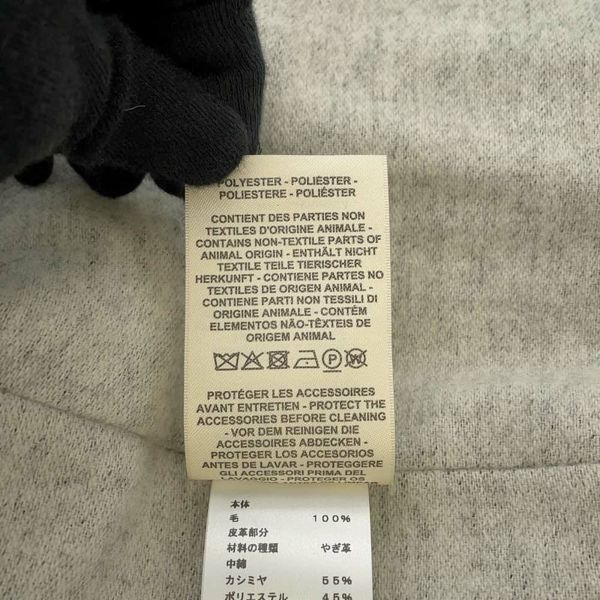 POLYESTER - POLIÉSTER -
POLIESTERE - POLIÉSTER
CONTIENT DES PARTIES NON
TEXTILES D'ORIGINE ANIMALE -
CONTAINS NON-TEXTILE PARTS OF
ANIMAL ORIGIN - ENTHÄLT NICHT
TEXTILE TEILE TIERISCHER
HERKUNFT - CONTIENE PARTES NO
TEXTILES DE ORIGEN ANIMAL -
CONTIENE PARTI NON TESSILI DI
ORIGINE ANIMALE - CONTÉM
ELEMENTOS NÃO-TÊXTEIS DE
ORIGEM ANIMAL
PROTÉGER LES ACCESSOIRES
AVANT ENTRETIEN - PROTECT THE
ACCESSORIES BEFORE CLEANING
- VOR DEM REINIGEN DIE
ACCESSOIRES ABDECKEN -
PROTEGER LOS ACCESORIOS
ANTES DE LAVAR - PROTEGGERE
GLI ACCESSORI PRIMA DEL
LAVAGGIO - PROTEGER OS
本体
毛 100%
皮革部分
材料の種類 やぎ革
中綿
カシミヤ 55%
ポリエステル 45%